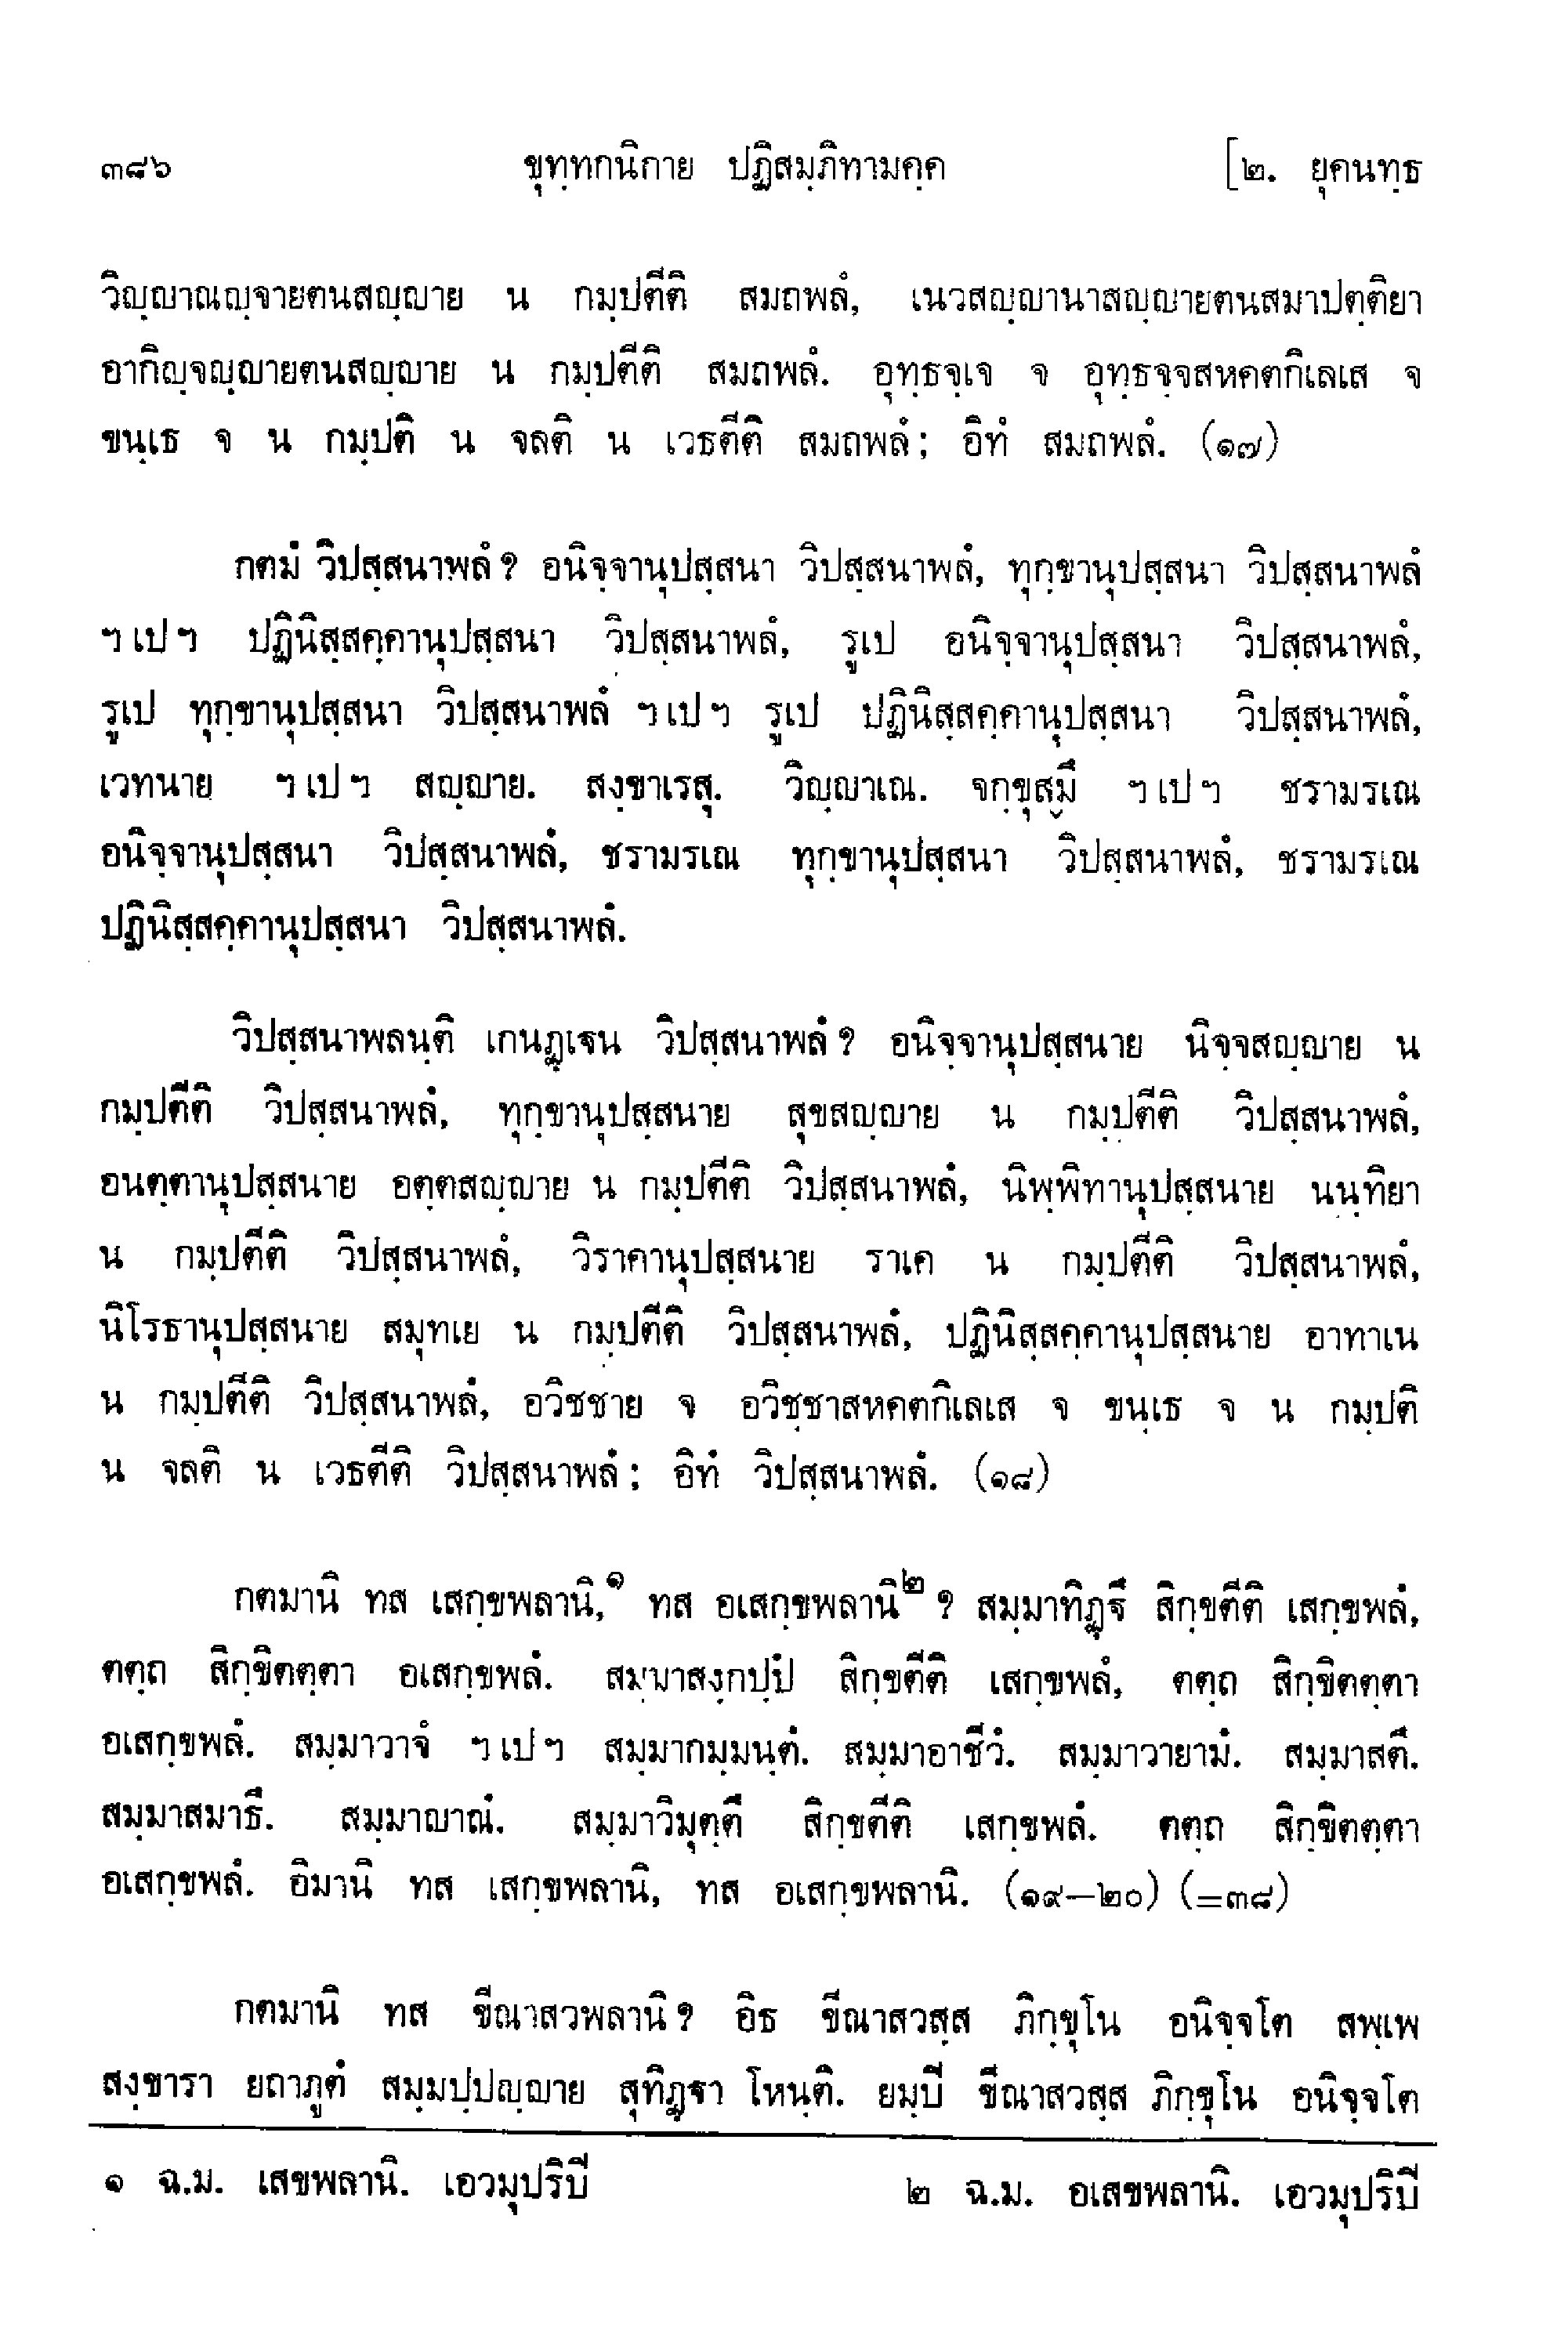 ๓๘๖ ขุทฺทกนิกาย ปฏิสมฺภิทามคฺค [๒. ยุคนทฺธ
วิญฺญาณญฺจายตนสญฺญาย น กมฺปตีติ สมถพลํ, เนวสญฺญานาสญฺญายตนสมาปตฺติยา
อากิญฺจญฺญายตนสญฺญาย น กมฺปตีติ สมถพลํ. อุทฺธจฺเจ จ อุทฺธจฺจสหคตกิเลเส จ
ขนฺเธ จ น กมฺปติ น จลติ น เวธตีติ สมถพลํ; อิทํ สมถพลํ. (๑๗)
กตมํ วิปสฺสนาพลํ? อนิจฺจานุปสฺสนา วิปสฺสนาพลํ, ทุกฺขานุปสฺสนา วิปสฺสนาพลํ
ฯ เป ฯ ปฏินิสฺสคฺคานุปสฺสนา วิปสฺสนาพลํ, รูเป อนิจฺจานุปสฺสนา วิปสฺสนาพลํ,
รูเป ทุกฺขานุปสฺสนา วิปสฺสนาพลํ ฯ เป ฯ รูเป ปฏินิสฺสคฺคานุปสฺสนา วิปสฺสนาพลํ,
เวทนาย ฯ เป ฯ สญฺญาย. สงฺขาเรสุ. วิญฺญาเณ. จกฺขุสฺมึ ฯ เป ฯ ชรามรเณ
อนิจฺจานุปสฺสนา วิปสฺสนาพลํ, ชรามรเณ ทุกฺขานุปสฺสนา วิปสฺสนาพลํ, ชรามรเณ
ปฏินิสฺสคฺคานุปสฺสนา วิปสฺสนาพลํ.
วิปสฺสนาพลนฺติ เกนฏฺเฐน วิปสฺสนาพลํ? อนิจฺจานุปสฺสนาย นิจฺจสญฺญาย น
กมฺปตีติ วิปสฺสนาพลํ, ทุกฺขานุปสฺสนาย สุขสญฺญาย น กมฺปตีติ วิปสฺสนาพลํ,
อนตฺตานุปสฺสนาย อตฺตสญฺญาย น กมฺปตีติ วิปสฺสนาพลํ, นิพฺพิทานุปสฺสนาย นนฺทิยา
น กมฺปตีติ วิปสฺสนาพลํ, วิราคานุปสฺสนาย ราเค น กมฺปตีติ วิปสฺสนาพลํ,
นิโรธานุปสฺสนาย สมุทเย น กมฺปตีติ วิปสฺสนาพลํ, ปฏินิสฺสคฺคานุปสฺสนาย อาทาเน
น กมฺปตีติ วิปสฺสนาพลํ, อวิชชาย จ อวิชฺชาสหคตกิเลเส จ ขนฺเธ จ น กมฺปติ
น จลติ น เวธตีติ วิปสฺสนาพลํ; อิทํ วิปสฺสนาพลํ. (๑๘)
กตมานิ ทส เสกฺขพลานิ,๑ ทส อเสกฺขพลานิ๒? สมฺมาทิฏฺฐึ สิกฺขตีติ เสกฺขพลํ,
ตตฺถ สิกฺขิตตฺตา อเสกฺขพลํ. สมฺมาสงฺกปฺปํ สิกฺขตีติ เสกฺขพลํ, ตตฺถ สิกฺขิตตฺตา
อเสกฺขพลํ. สมฺมาวาจํ ฯ เป ฯ สมฺมากมฺมนฺตํ. สมฺมาอาชีวํ. สมฺมาวายามํ. สมฺมาสตึ.
สมฺมาสมาธึ. สมฺมาญาณํ. สมฺมาวิมุตฺตึ สิกฺขตีติ เสกฺขพลํ. ตตฺถ สิกฺขิตตฺตา
อเสกฺขพลํ. อิมานิ ทส เสกฺขพลานิ, ทส อเสกฺขพลานิ. (๑๙–๒๐) (=๓๘)
กตมานิ ทส ขีณาสวพลานิ? อิธ ขีณาสวสฺส ภิกฺขุโน อนิจฺจโต สพฺเพ
สงฺขารา ยถาภูตํ สมฺมปฺปญฺญาย สุทิฏฺฐา โหนฺติ. ยมฺปี ขีณาสวสฺส ภิกฺขุโน อนิจฺจโต
๑ ฉ.ม. เสขพลานิ. เอวมุปริปี ๒ ฉ.ม. อเสขพลานิ. เอวมุปริปี